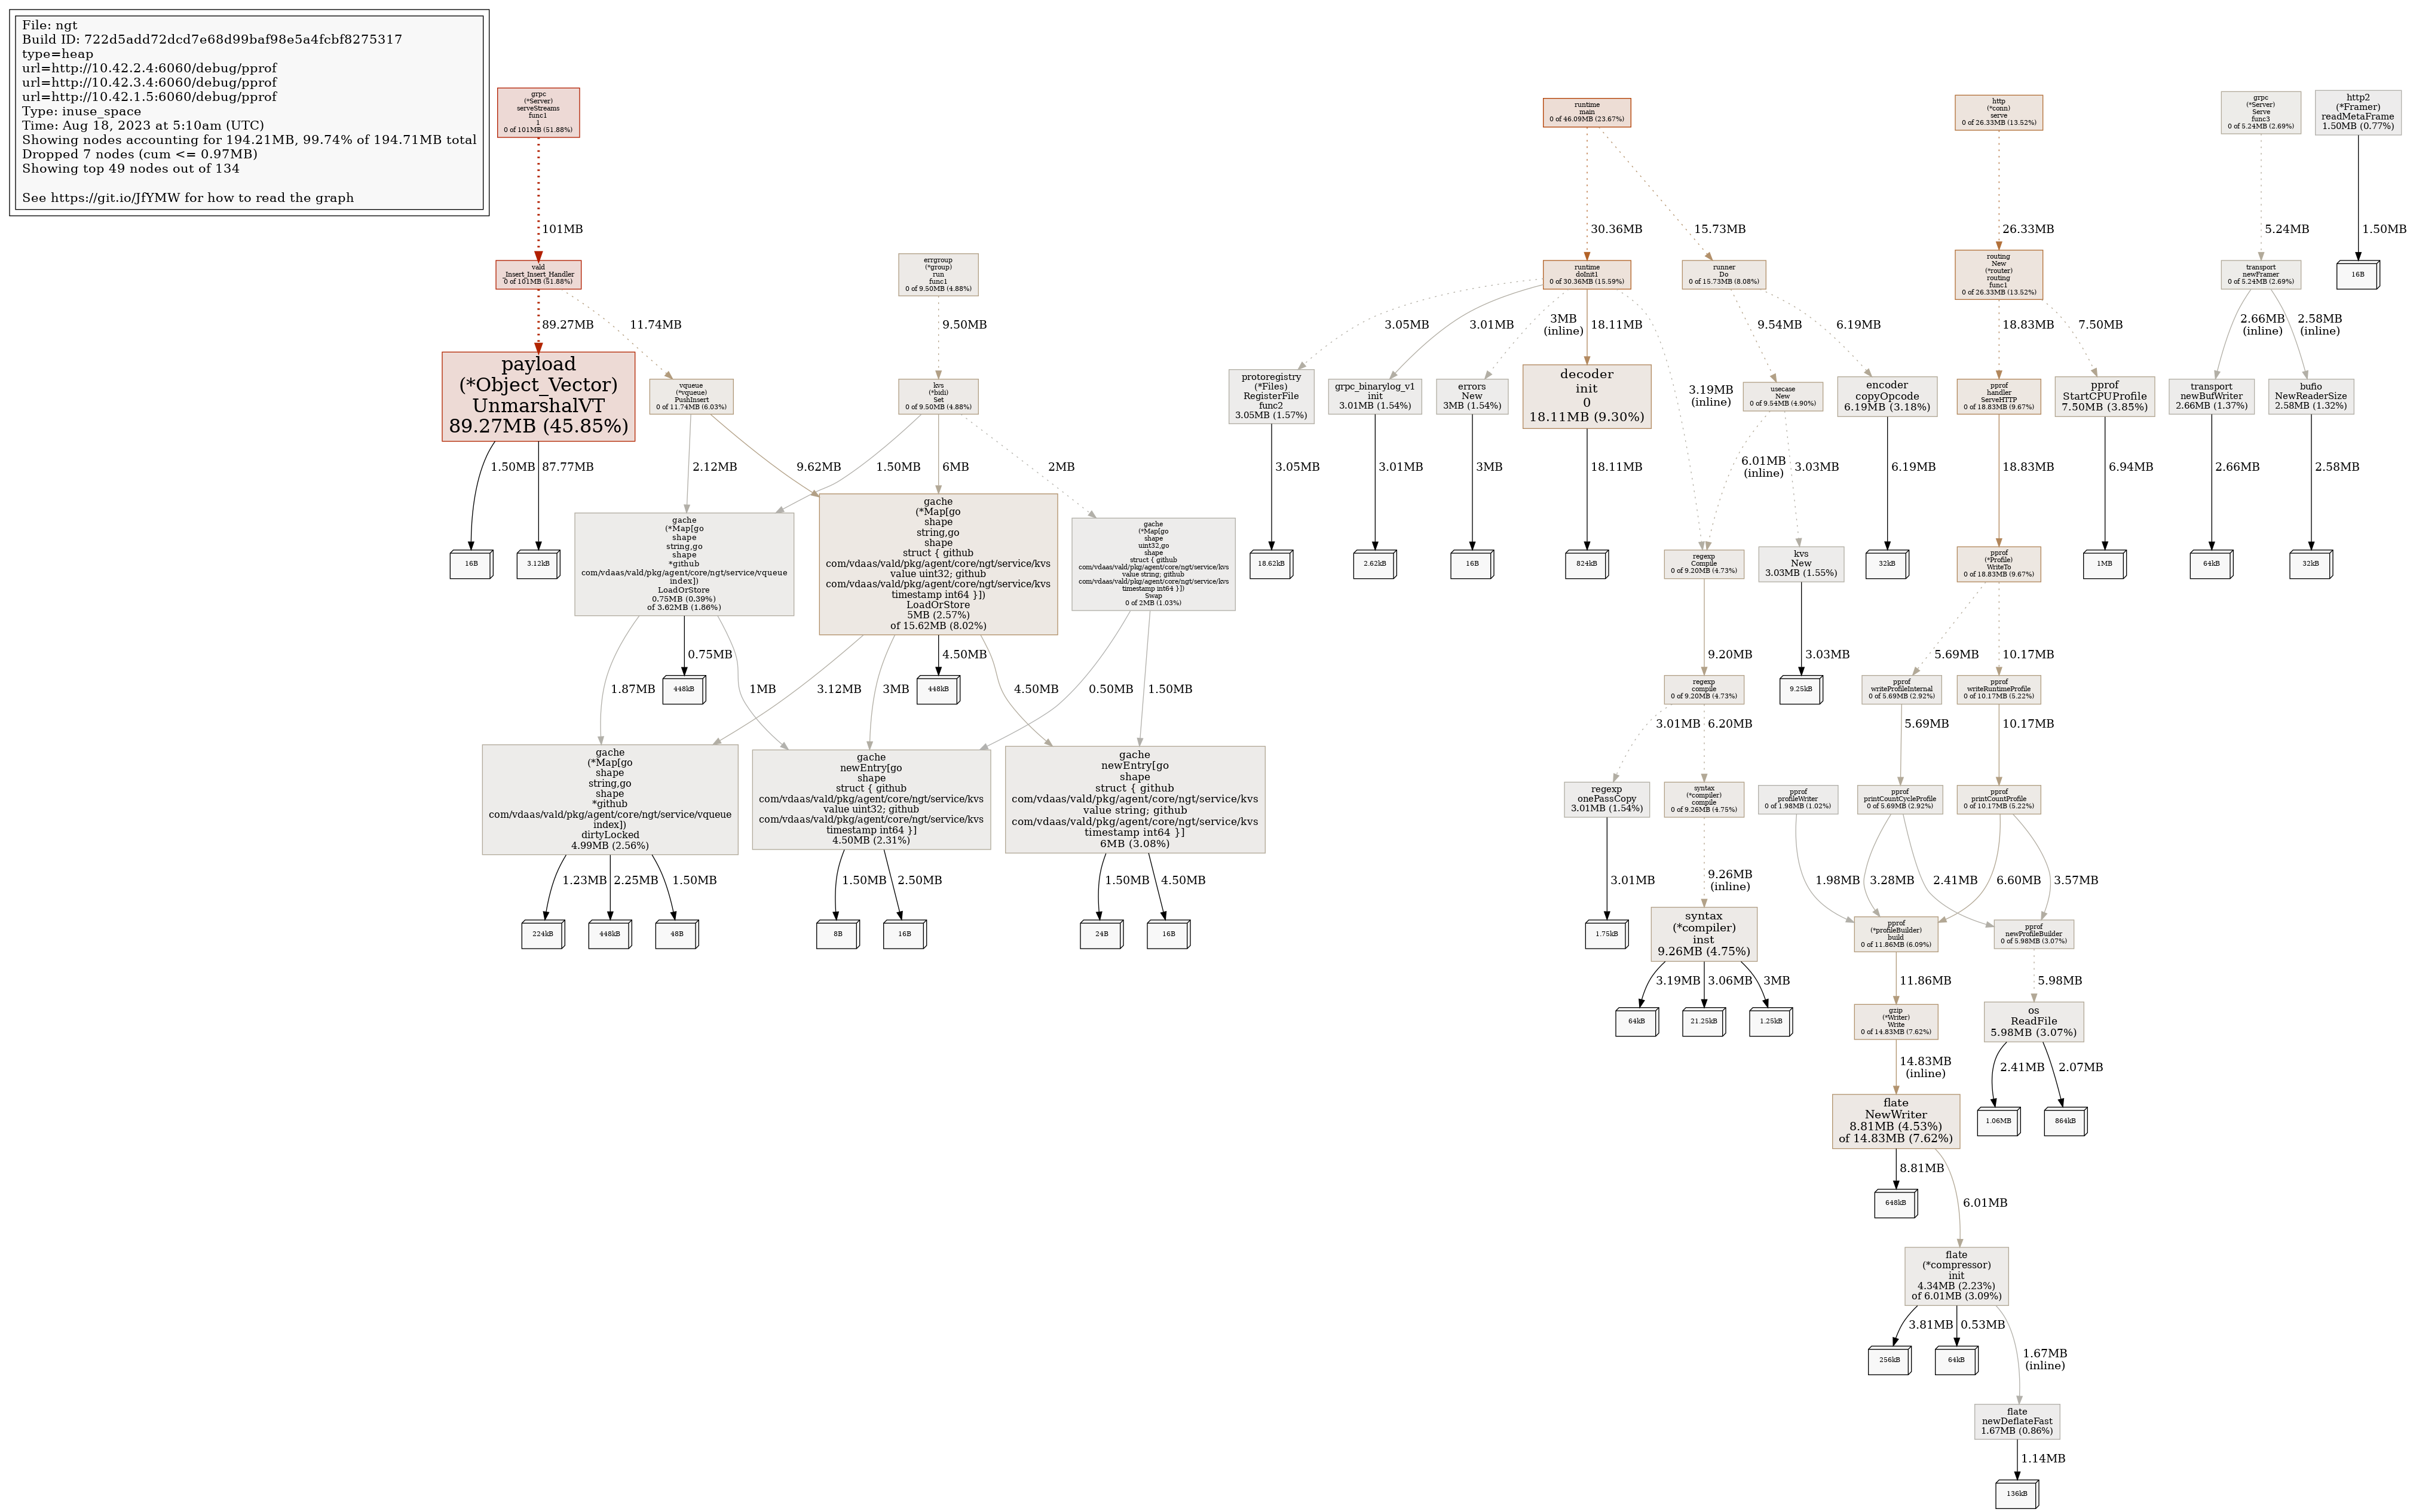 File: ngt
Build ID: 722d5add72dcd7e68d99baf98e5a4fcbf8275317
type=heap
url=http://10.42.2.4:6060/debug/pprof
url=http://10.42.3.4:6060/debug/pprof
url=http://10.42.1.5:6060/debug/pprof
Type: inuse_space
Time: Aug 18, 2023 at 5:10am (UTC)
Showing nodes accounting for 194.21MB, 99.74% of 194.71MB total
Dropped 7 nodes (cum <= 0.97MB)
Showing top 49 nodes out of 134
See https://git.io/JfYMW for how to read the graph
grpc
(*Server)
serveStreams
func1
1
0 of 101MB (51.88%)
101MB
vald
_Insert_Insert_Handler
0 of 101MB (51.88%)
89.27MB
11.74MB
payload
(*Object_Vector)
UnmarshalVT
89.27MB (45.85%)
1.50MB
87.77MB
16B
3.12kB
vqueue
(*vqueue)
PushInsert
0 of 11.74MB (6.03%)
2.12MB
9.62MB
errgroup
(*group)
run
func1
0 of 9.50MB (4.88%)
9.50MB
kvs
(*bidi)
Set
0 of 9.50MB (4.88%)
1.50MB
6MB
2MB
gache
(*Map[go
shape
string,go
shape
*github
com/vdaas/vald/pkg/agent/core/ngt/service/vqueue
index])
LoadOrStore
0.75MB (0.39%)
of 3.62MB (1.86%)
1.87MB
0.75MB
1MB
448kB
gache
(*Map[go
shape
string,go
shape
struct { github
com/vdaas/vald/pkg/agent/core/ngt/service/kvs
value uint32; github
com/vdaas/vald/pkg/agent/core/ngt/service/kvs
timestamp int64 }])
LoadOrStore
5MB (2.57%)
of 15.62MB (8.02%)
3.12MB
3MB
4.50MB
4.50MB
448kB
gache
(*Map[go
shape
uint32,go
shape
struct { github
com/vdaas/vald/pkg/agent/core/ngt/service/kvs
value string; github
com/vdaas/vald/pkg/agent/core/ngt/service/kvs
timestamp int64 }])
Swap
0 of 2MB (1.03%)
0.50MB
1.50MB
gache
(*Map[go
shape
string,go
shape
*github
com/vdaas/vald/pkg/agent/core/ngt/service/vqueue
index])
dirtyLocked
4.99MB (2.56%)
1.23MB
2.25MB
1.50MB
224kB
448kB
48B
gache
newEntry[go
shape
struct { github
com/vdaas/vald/pkg/agent/core/ngt/service/kvs
value uint32; github
com/vdaas/vald/pkg/agent/core/ngt/service/kvs
timestamp int64 }]
4.50MB (2.31%)
1.50MB
2.50MB
8B
16B
gache
newEntry[go
shape
struct { github
com/vdaas/vald/pkg/agent/core/ngt/service/kvs
value string; github
com/vdaas/vald/pkg/agent/core/ngt/service/kvs
timestamp int64 }]
6MB (3.08%)
1.50MB
4.50MB
24B
16B
runtime
main
0 of 46.09MB (23.67%)
30.36MB
15.73MB
runtime
doInit1
0 of 30.36MB (15.59%)
3.05MB
3.01MB
3MB
(inline)
18.11MB
3.19MB
(inline)
protoregistry
(*Files)
RegisterFile
func2
3.05MB (1.57%)
3.05MB
18.62kB
grpc_binarylog_v1
init
3.01MB (1.54%)
3.01MB
2.62kB
errors
New
3MB (1.54%)
3MB
16B
decoder
init
0
18.11MB (9.30%)
18.11MB
824kB
runner
Do
0 of 15.73MB (8.08%)
9.54MB
6.19MB
usecase
New
0 of 9.54MB (4.90%)
6.01MB
(inline)
3.03MB
encoder
copyOpcode
6.19MB (3.18%)
6.19MB
32kB
regexp
Compile
0 of 9.20MB (4.73%)
9.20MB
kvs
New
3.03MB (1.55%)
3.03MB
9.25kB
regexp
compile
0 of 9.20MB (4.73%)
3.01MB
6.20MB
regexp
onePassCopy
3.01MB (1.54%)
3.01MB
1.75kB
syntax
(*compiler)
compile
0 of 9.26MB (4.75%)
9.26MB
(inline)
syntax
(*compiler)
inst
9.26MB (4.75%)
3.19MB
3.06MB
3MB
64kB
21.25kB
1.25kB
http
(*conn)
serve
0 of 26.33MB (13.52%)
26.33MB
routing
New
(*router)
routing
func1
0 of 26.33MB (13.52%)
18.83MB
7.50MB
pprof
handler
ServeHTTP
0 of 18.83MB (9.67%)
18.83MB
pprof
StartCPUProfile
7.50MB (3.85%)
6.94MB
1MB
pprof
(*Profile)
WriteTo
0 of 18.83MB (9.67%)
5.69MB
10.17MB
pprof
writeProfileInternal
0 of 5.69MB (2.92%)
5.69MB
pprof
writeRuntimeProfile
0 of 10.17MB (5.22%)
10.17MB
pprof
profileWriter
0 of 1.98MB (1.02%)
1.98MB
pprof
printCountCycleProfile
0 of 5.69MB (2.92%)
3.28MB
2.41MB
pprof
printCountProfile
0 of 10.17MB (5.22%)
6.60MB
3.57MB
pprof
(*profileBuilder)
build
0 of 11.86MB (6.09%)
11.86MB
pprof
newProfileBuilder
0 of 5.98MB (3.07%)
5.98MB
gzip
(*Writer)
Write
0 of 14.83MB (7.62%)
14.83MB
(inline)
os
ReadFile
5.98MB (3.07%)
2.41MB
2.07MB
1.06MB
864kB
flate
NewWriter
8.81MB (4.53%)
of 14.83MB (7.62%)
8.81MB
6.01MB
648kB
flate
(*compressor)
init
4.34MB (2.23%)
of 6.01MB (3.09%)
3.81MB
0.53MB
1.67MB
(inline)
256kB
64kB
flate
newDeflateFast
1.67MB (0.86%)
1.14MB
136kB
grpc
(*Server)
Serve
func3
0 of 5.24MB (2.69%)
5.24MB
transport
newFramer
0 of 5.24MB (2.69%)
2.66MB
(inline)
2.58MB
(inline)
transport
newBufWriter
2.66MB (1.37%)
2.66MB
64kB
bufio
NewReaderSize
2.58MB (1.32%)
2.58MB
32kB
http2
(*Framer)
readMetaFrame
1.50MB (0.77%)
1.50MB
16B